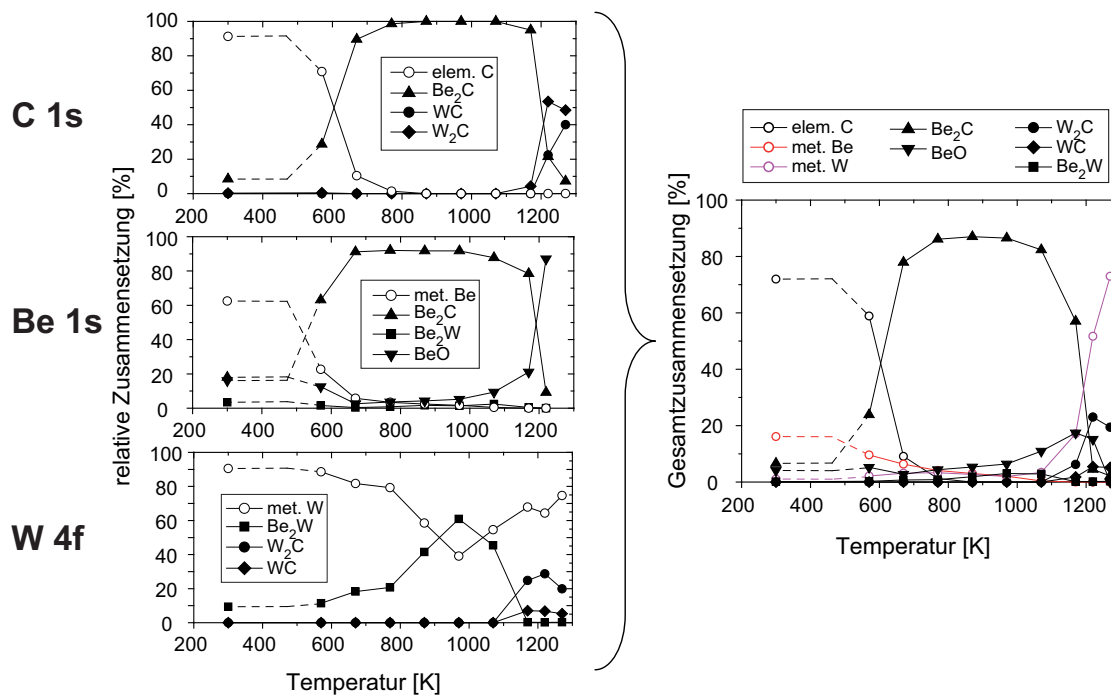 C 1s
Be 1s
W 4f
relative Zusammensetzung [%]
100
80
60
40
20
0
elem. C
Be₂C
WC
W₂C
200 400 600 800 1000 1200
100
80
60
40
20
0
met. Be
Be₂C
Be₂W
BeO
200 400 600 800 1000 1200
100
80
60
40
20
0
met. W
Be₂W
W₂C
WC
200 400 600 800 1000 1200
Temperatur [K]
elem. C Be₂C W₂C
met. Be BeO WC
met. W Be₂W
Gesamtzusammensetzung [%]
100
80
60
40
20
0
200 400 600 800 1000 1200
Temperatur [K]